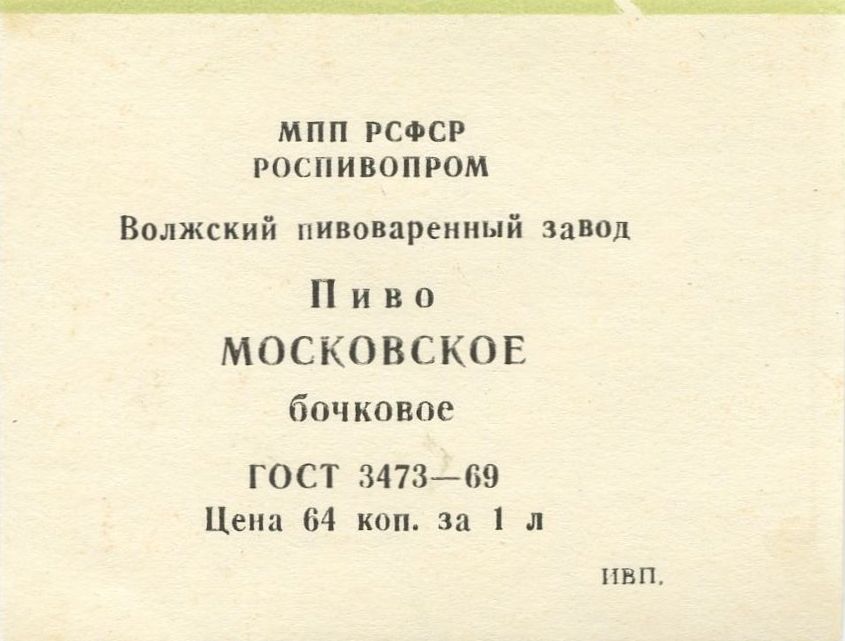 МПП РСФСР
РОСПИВОПРОМ
Волжский пивоваренный завод
Пиво
МОСКОВСКОЕ
бочковое
ГОСТ 3473—69
Цена 64 коп. за 1 л
ИВП.